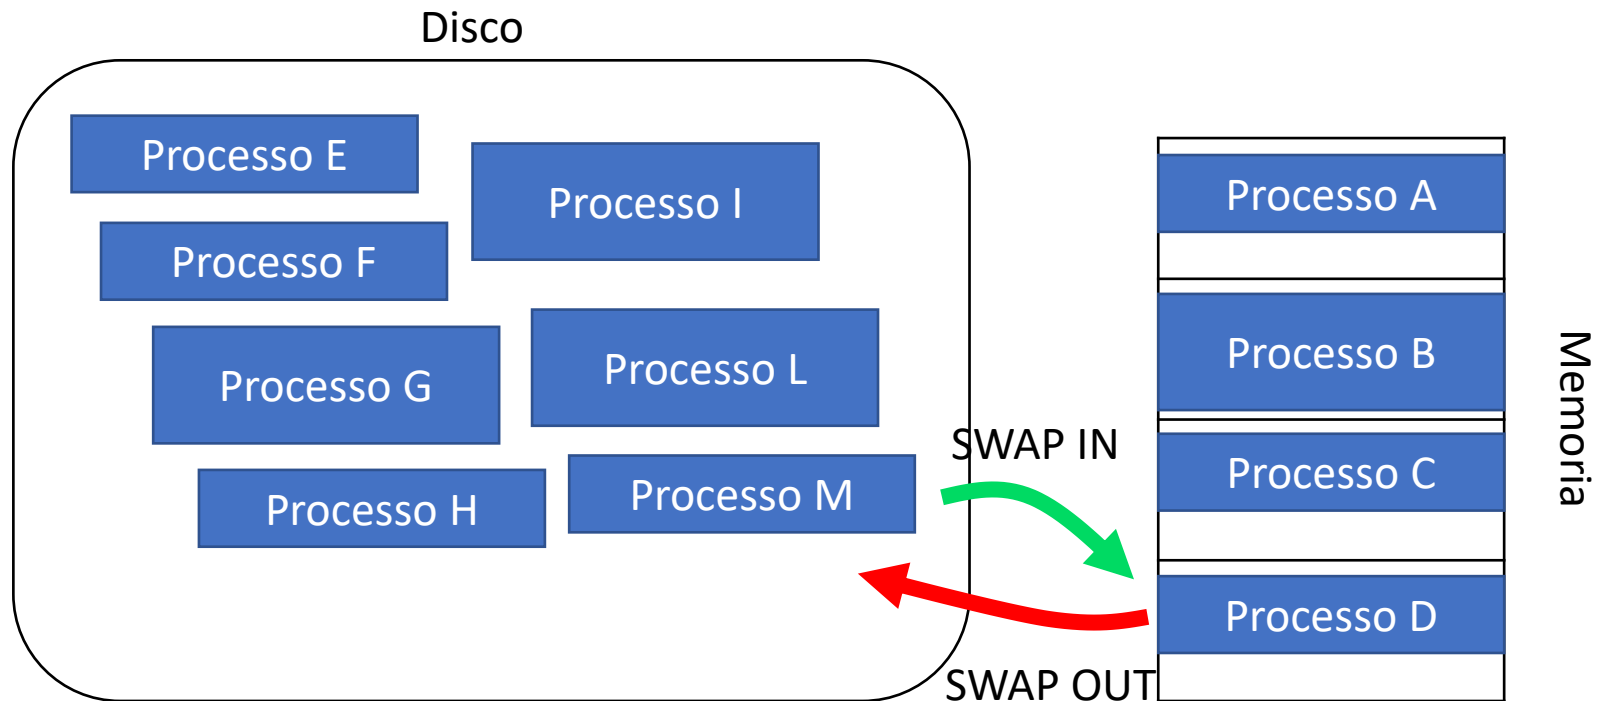 Disco
Processo E
Processo I
Processo F
Processo G
Processo L
Processo H
Processo M
SWAP IN
SWAP OUT
Processo A
Processo B
Processo C
Processo D
Memoria